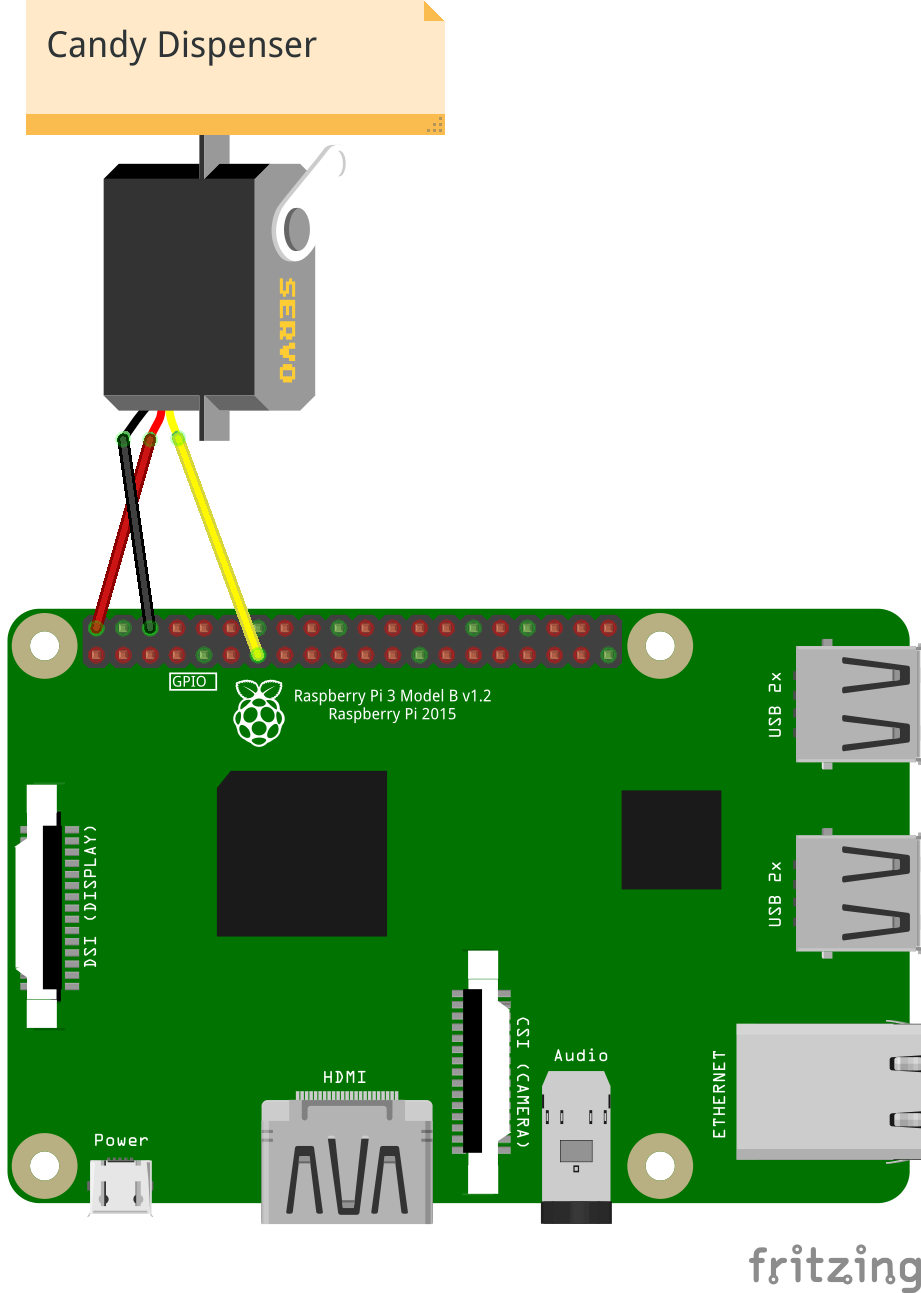 Candy Dispenser
SERVO
GPIO
Raspberry Pi 3 Model B v1.2
Raspberry Pi 2015
USB 2x
DSI (DISPLAY)
USB 2x
CSI (CAMERA)
Audio
ETHERNET
HDMI
Power
fritzing